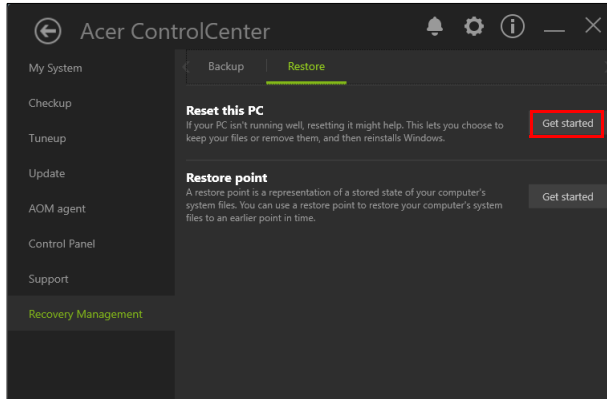 Acer ControlCenter
My System
Checkup
Tuneup
Update
AOM agent
Control Panel
Support
Recovery Management
Backup
Restore
Reset this PC
If your PC isn't running well, resetting it might help. This lets you choose to
keep your files or remove them, and then reinstalls Windows.
Get started
Restore point
A restore point is a representation of a stored state of your computer's
system files. You can use a restore point to restore your computer's system
files to an earlier point in time.
Get started